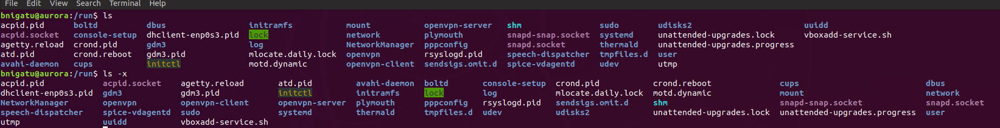 File Edit View Search Terminal Help
bnigatu@aurora:/run$ ls
acpid.pid boltd dbus initramfs mount openvpn-server shm sudo udisks2 uuidd
acpid.socket console-setup dhclient-enp0s3.pid lock network plymouth snapd-snap.socket systemd unattended-upgrades.lock vboxadd-service.sh
agetty.reload crond.pid gdm3 log NetworkManager pppconfig snapd.socket thermald unattended-upgrades.progress
atd.pid crond.reboot gdm3.pid mlocate.daily.lock openvpn rsyslogd.pid speech-dispatcher tmpfiles.d user
avahi-daemon cups initctl motd.dynamic openvpn-client sendsigs.omit.d spice-vdagentd udev utmp
bnigatu@aurora:/run$ ls -x
acpid.pid acpid.socket agetty.reload atd.pid avahi-daemon boltd console-setup crond.pid crond.reboot cups dbus
dhclient-enp0s3.pid gdm3 gdm3.pid initctl initramfs lock log mlocate.daily.lock motd.dynamic mount network
NetworkManager openvpn openvpn-client openvpn-server plymouth pppconfig rsyslogd.pid sendsigs.omit.d shm snapd-snap.socket snapd.socket
speech-dispatcher spice-vdagentd sudo systemd thermald tmpfiles.d udev udisks2 unattended-upgrades.lock unattended-upgrades.progress user
utmp uuidd vboxadd-service.sh